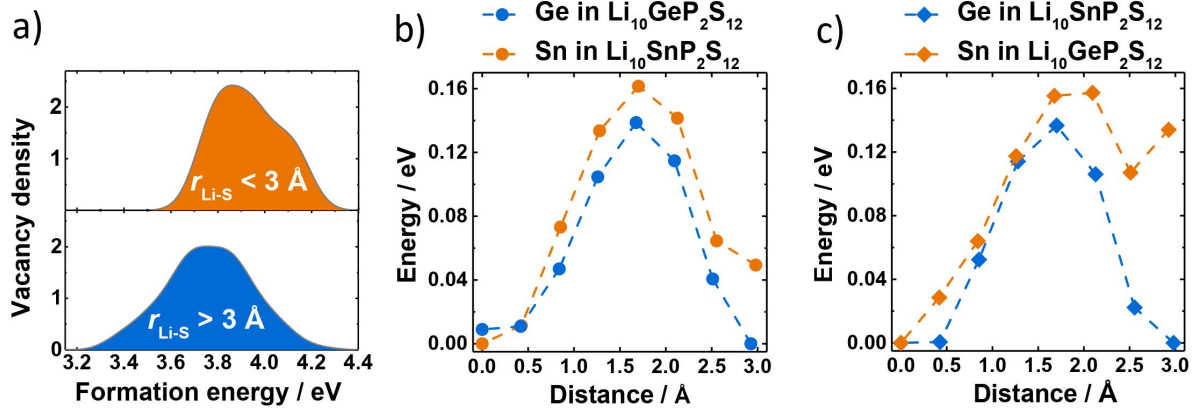 a)
Vacancy density
2
1
0
r Li-S < 3 Å
2
1
0
r Li-S > 3 Å
3.2 3.4 3.6 3.8 4.0 4.2 4.4
Formation energy / eV
b)
Ge in Li10GeP2S12
Sn in Li10SnP2S12
Energy / eV
0.16
0.12
0.08
0.04
0.00
0.0 0.5 1.0 1.5 2.0 2.5 3.0
Distance / Å
c)
Ge in Li10SnP2S12
Sn in Li10GeP2S12
Energy / eV
0.16
0.12
0.08
0.04
0.00
0.0 0.5 1.0 1.5 2.0 2.5 3.0
Distance / Å